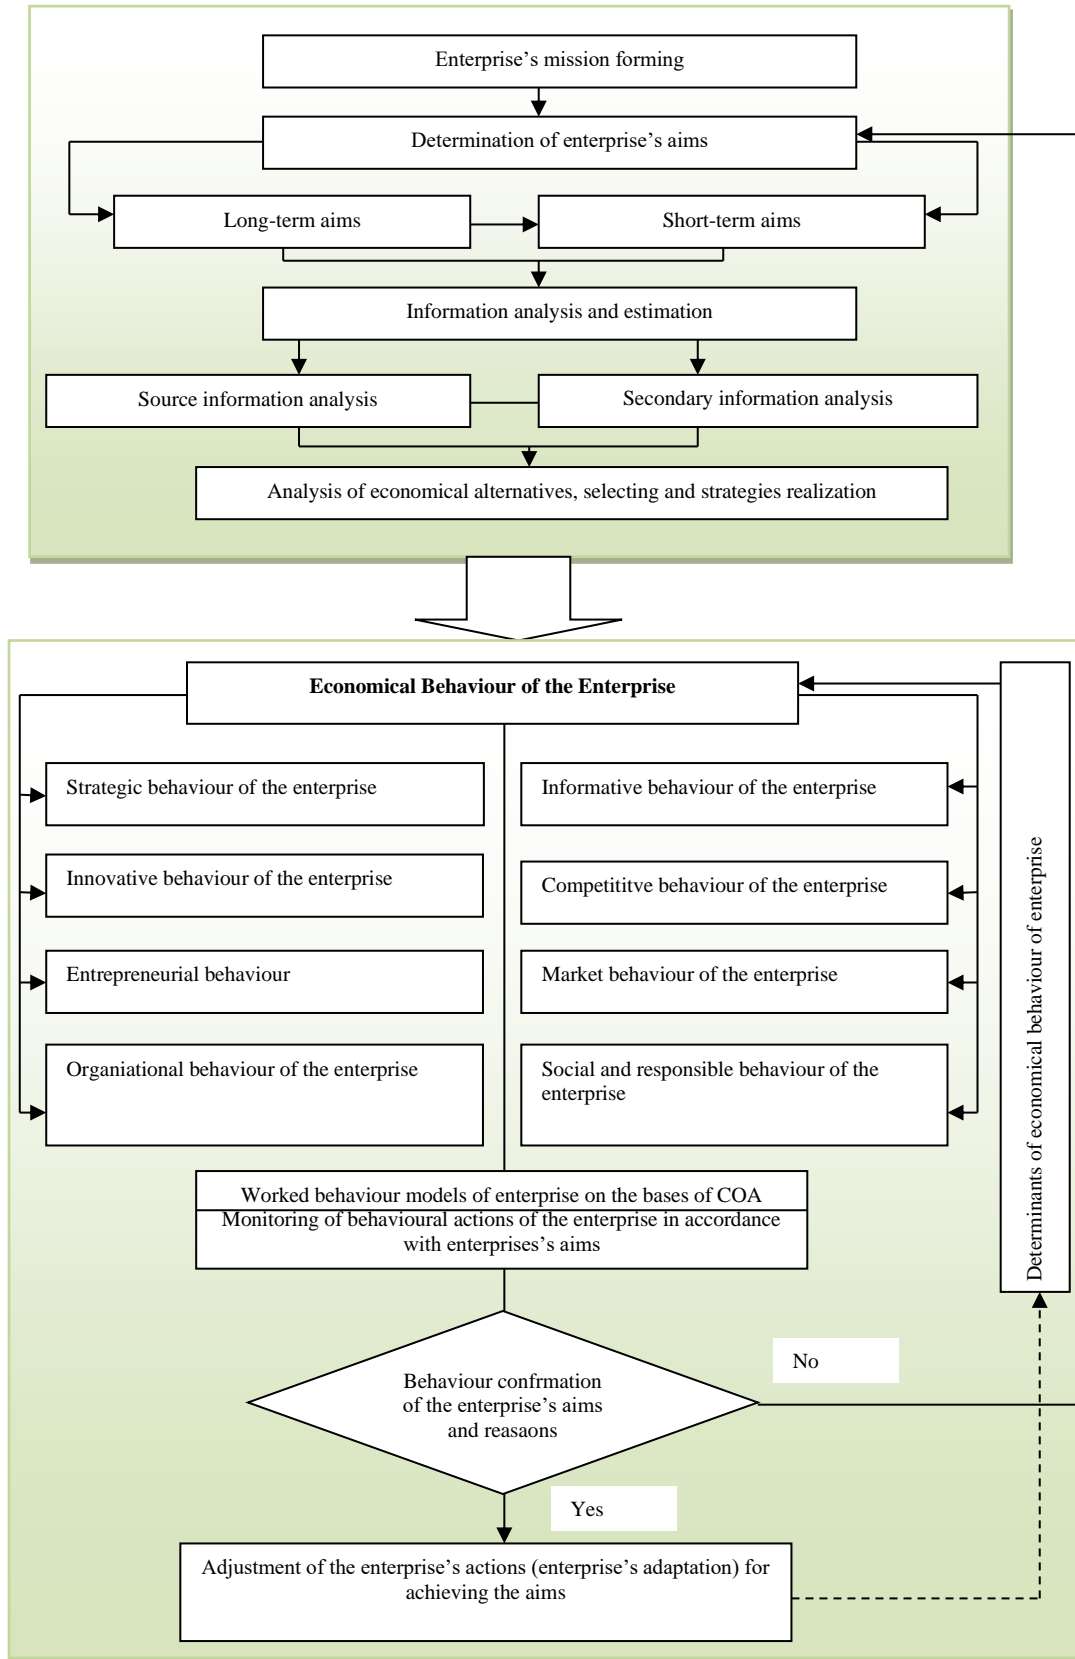 Enterprise’s mission forming
Determination of enterprise’s aims
Long-term aims
Short-term aims
Information analysis and estimation
Source information analysis
Secondary information analysis
Analysis of economical alternatives, selecting and strategies realization
Economical Behaviour of the Enterprise
Strategic behaviour of the enterprise
Informative behaviour of the enterprise
Innovative behaviour of the enterprise
Competititve behaviour of the enterprise
Entrepreneurial behaviour
Market behaviour of the enterprise
Organiational behaviour of the enterprise
Social and responsible behaviour of the
enterprise
Determinants of economical behaviour of enterprise
Worked behaviour models of enterprise on the bases of COA
Monitoring of behavioural actions of the enterprise in accordance
with enterprises’s aims
Behaviour confrmation
of the enterprise’s aims
and reasaons
No
Yes
Adjustment of the enterprise’s actions (enterprise’s adaptation) for
achieving the aims